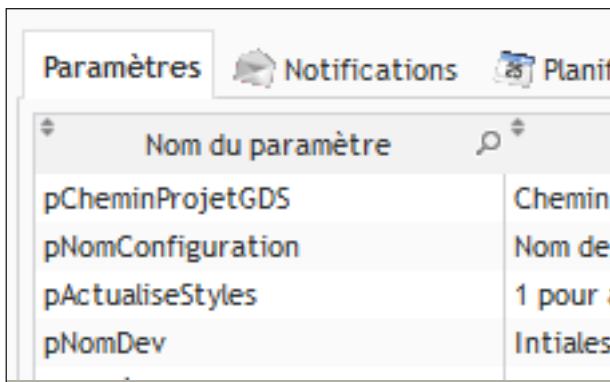 Paramètres Notifications Planif
Nom du paramètre
pCheminProjetGDS Chemin
pNomConfiguration Nom de
pActualiseStyles 1 pour
pNomDev Intiales